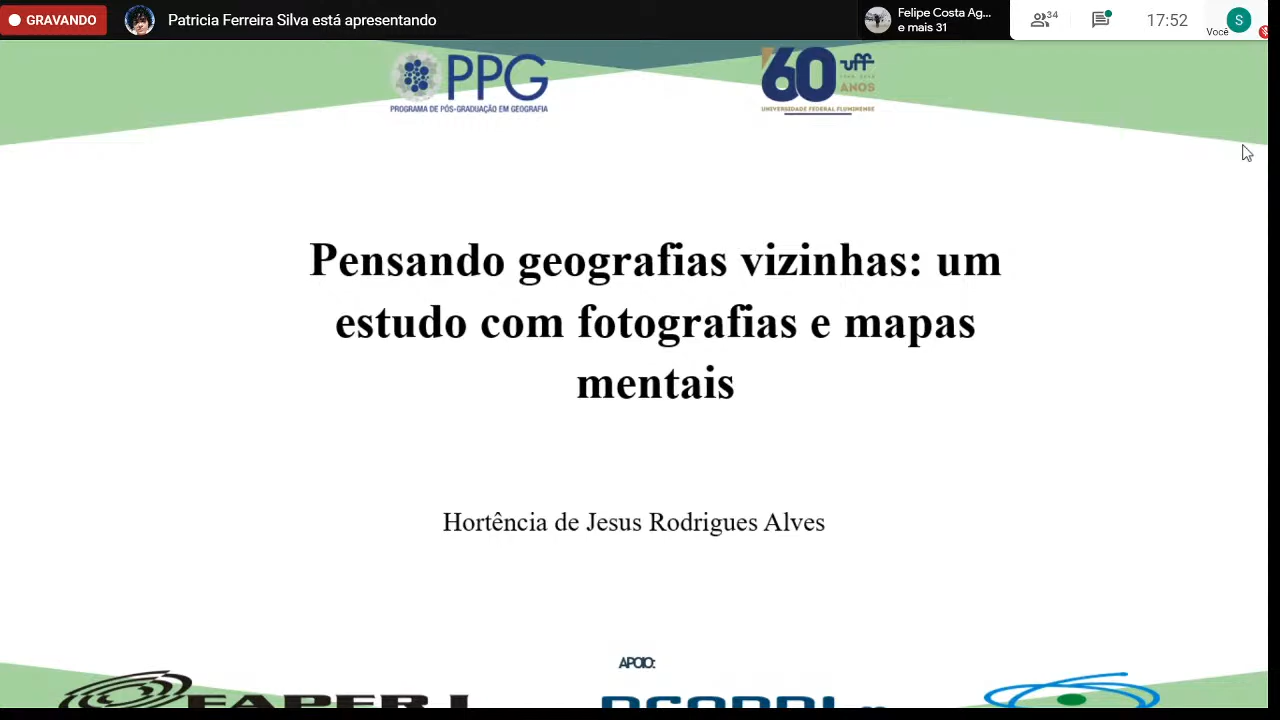 GRAVANDO
Patricia Ferreira Silva está apresentando
Felipe Costa Ag...
e mais 31
34
17:52
Você
S
PPG
PROGRAMA DE PÓS-GRADUAÇÃO EM GEOGRAFIA
60
uff
ANOS
UNIVERSIDADE FEDERAL FLUMINENSE
Pensando geografias vizinhas: um
estudo com fotografias e mapas
mentais
Hortência de Jesus Rodrigues Alves
APOIO:
FAPERJ